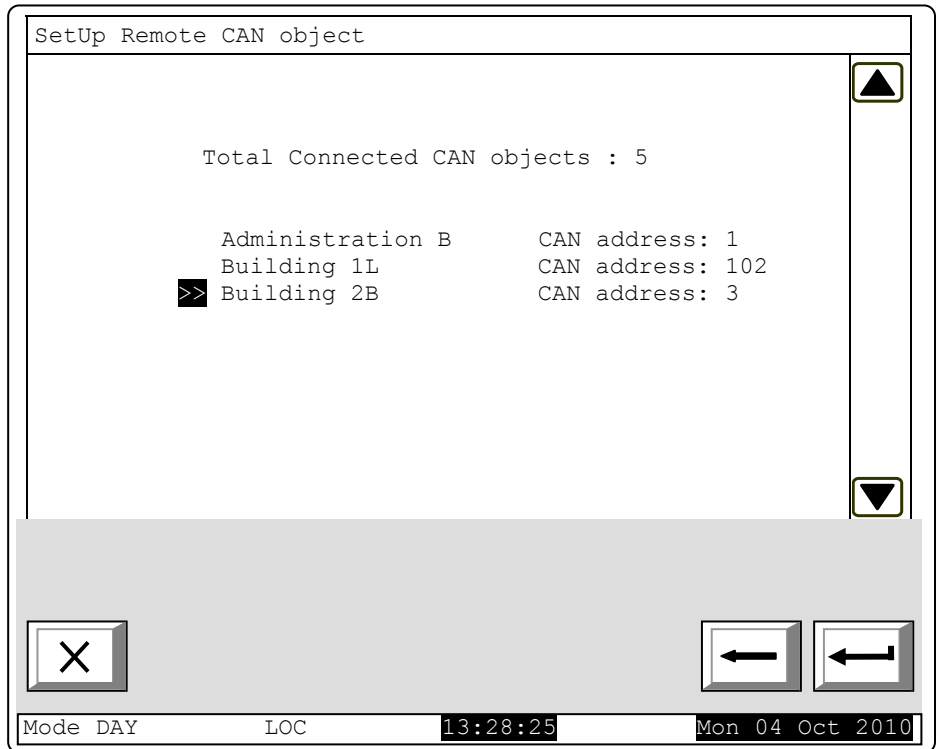 SetUp Remote CAN object
Total Connected CAN objects : 5
Administration B CAN address: 1
Building 1L CAN address: 102
>> Building 2B CAN address: 3
Mode DAY LOC 13:28:25 Mon 04 Oct 2010